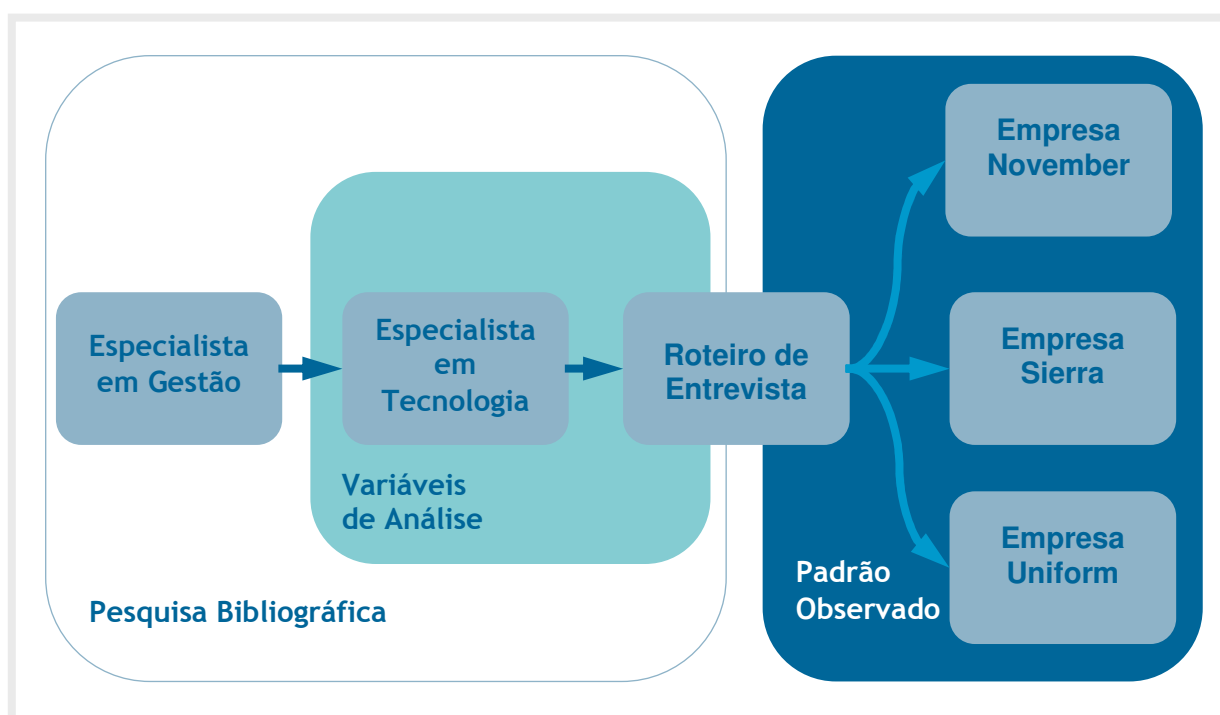 Especialista
em Gestão
Especialista
em
Tecnologia
Roteiro de
Entrevista
Empresa
November
Empresa
Sierra
Empresa
Uniform
Variáveis
de Análise
Pesquisa Bibliográfica
Padrão
Observado